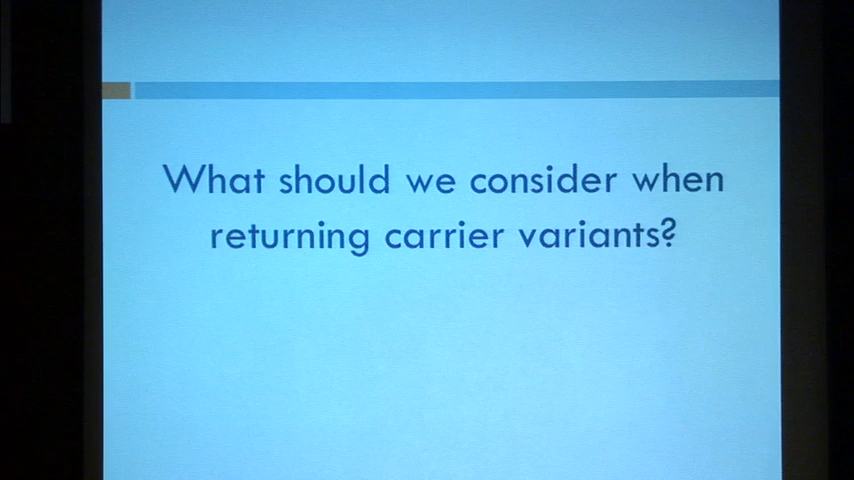 What should we consider when
returning carrier variants?